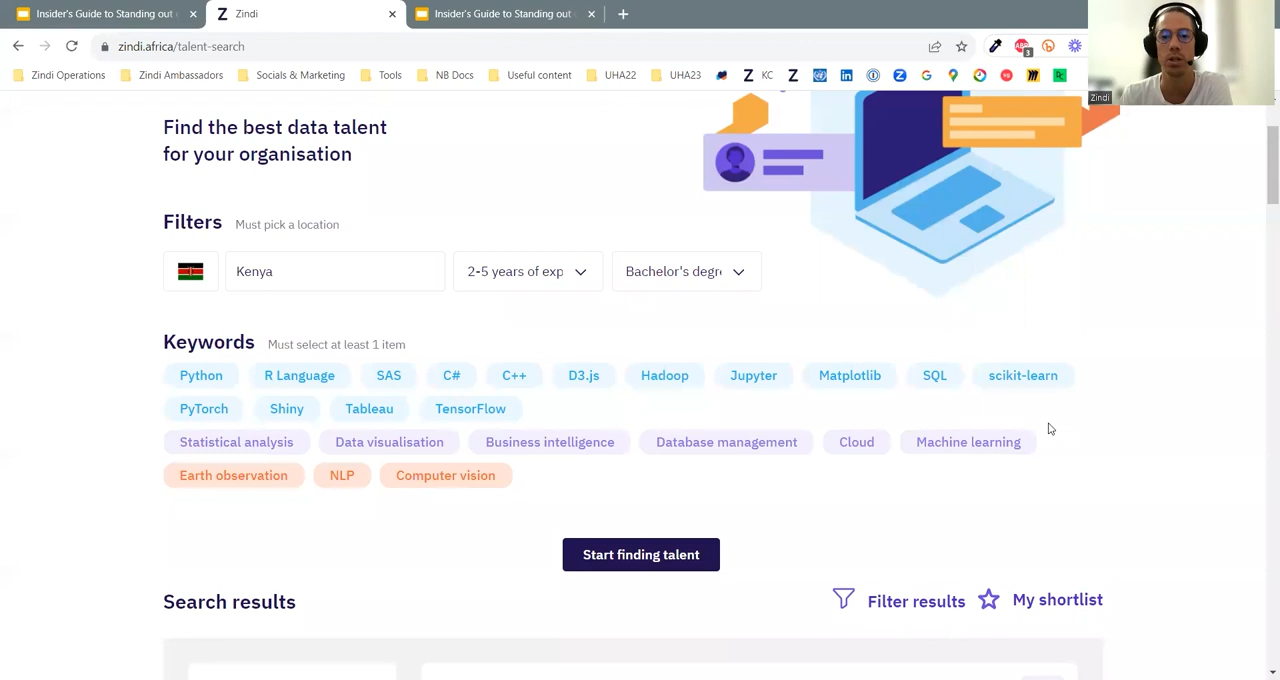 Insider's Guide to Standing out
Zindi
Insider's Guide to Standing out
zindi.africa/talent-search
3
Zindi Operations Zindi Ambassadors Socials & Marketing Tools NB Docs Useful content UHA22 UHA23 KC
Zindi
Find the best data talent
for your organisation
Filters Must pick a location
Kenya 2-5 years of exp Bachelor's degr
Keywords Must select at least 1 item
Python R Language SAS C# C++ D3.js Hadoop Jupyter Matplotlib SQL scikit-learn
PyTorch Shiny Tableau TensorFlow
Statistical analysis Data visualisation Business intelligence Database management Cloud Machine learning
Earth observation NLP Computer vision
Start finding talent
Search results Filter results My shortlist